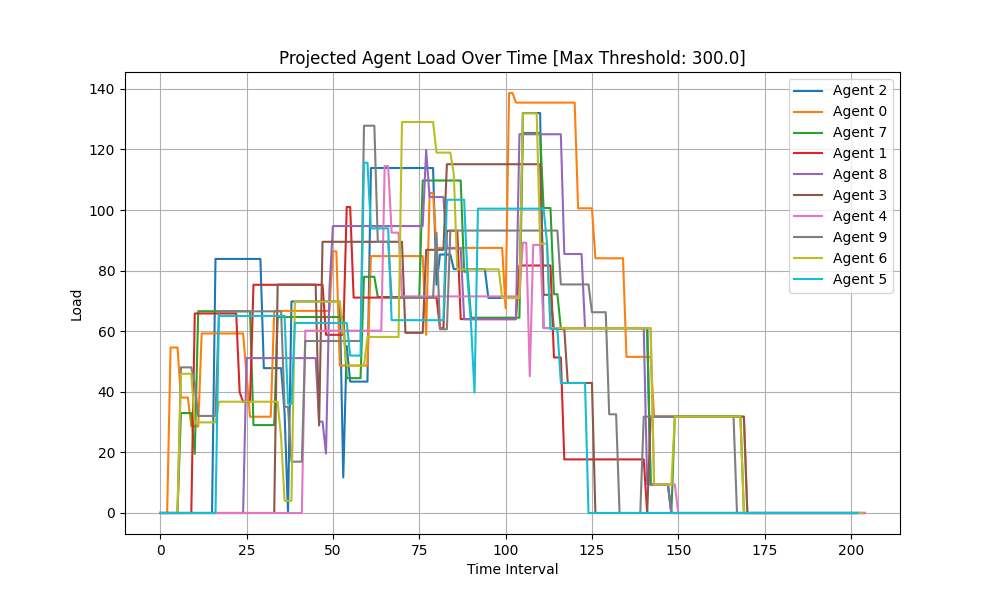 Projected Agent Load Over Time [Max Threshold: 300.0]
140
120
100
80
60
40
20
0
Load
0 25 50 75 100 125 150 175 200
Time Interval
Agent 2
Agent 0
Agent 7
Agent 1
Agent 8
Agent 3
Agent 4
Agent 9
Agent 6
Agent 5